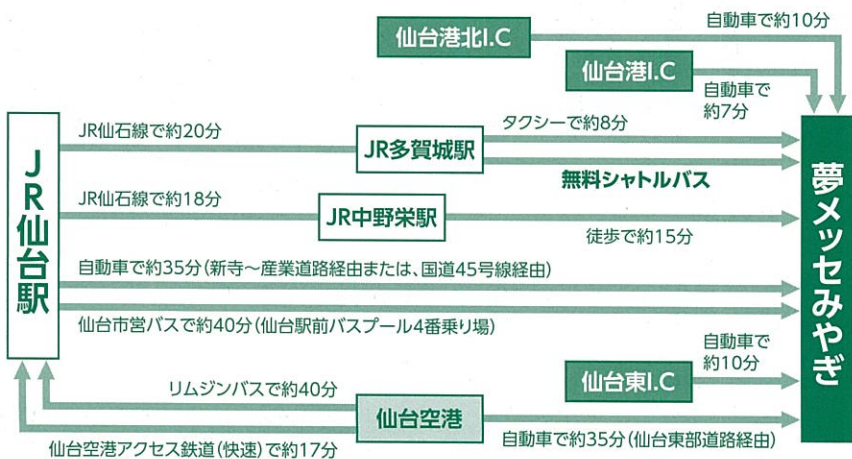 仙台港北I.C
自動車で約10分
仙台港I.C
自動車で
約7分
JR仙台駅
JR仙石線で約20分
JR多賀城駅
タクシーで約8分
無料シャトルバス
JR仙石線で約18分
JR中野栄駅
徒歩で約15分
自動車で約35分(新寺〜産業道路経由または、国道45号線経由)
仙台市営バスで約40分(仙台駅前バスプール4番乗り場)
夢メッセみやぎ
自動車で
約10分
仙台東I.C
リムジンバスで約40分
仙台空港
仙台空港アクセス鉄道(快速)で約17分
自動車で約35分(仙台東部道路経由)